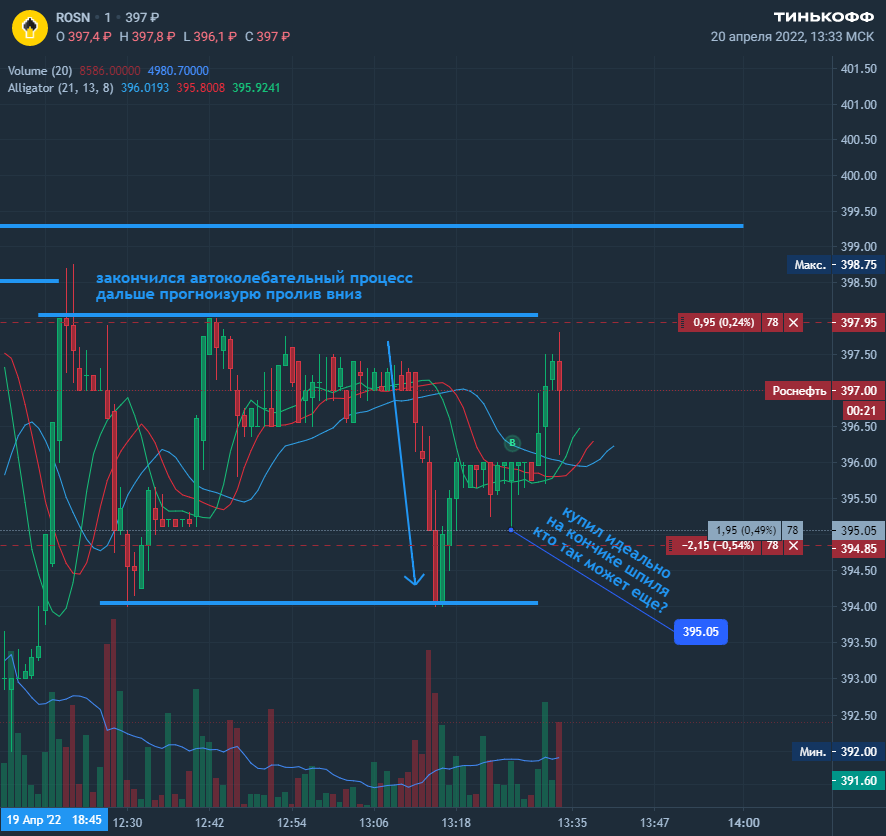 ROSN 1 397 ₽
ТИНЬКОФФ
O 397,4 ₽ H 397,8 ₽ L 396,1 ₽ C 397 ₽
20 апреля 2022, 13:33 МСК
Volume (20) 8586.00000 4980.70000
Alligator (21, 13, 8) 396.0193 395.8008 395.9241
401.50
401.00
400.50
400.00
399.50
399.00
Макс. 398.75
398.50
закончился автоколебательный процесс
дальше прогноизурю пролив вниз
0,95 (0,24%) 78 397.95
397.50
Роснефть 397.00
00:21
396.50
B
396.00
395.50
1,95 (0,49%) 78 395.05
−2,15 (−0,54%) 78 394.85
купил идеально
на кончике шпиля
кто так может еще?
394.50
394.00
395.05
393.50
393.00
392.50
Мин. 392.00
391.60
19 Апр '22 18:45 12:30 12:42 12:54 13:06 13:18 13:35 13:47 14:00